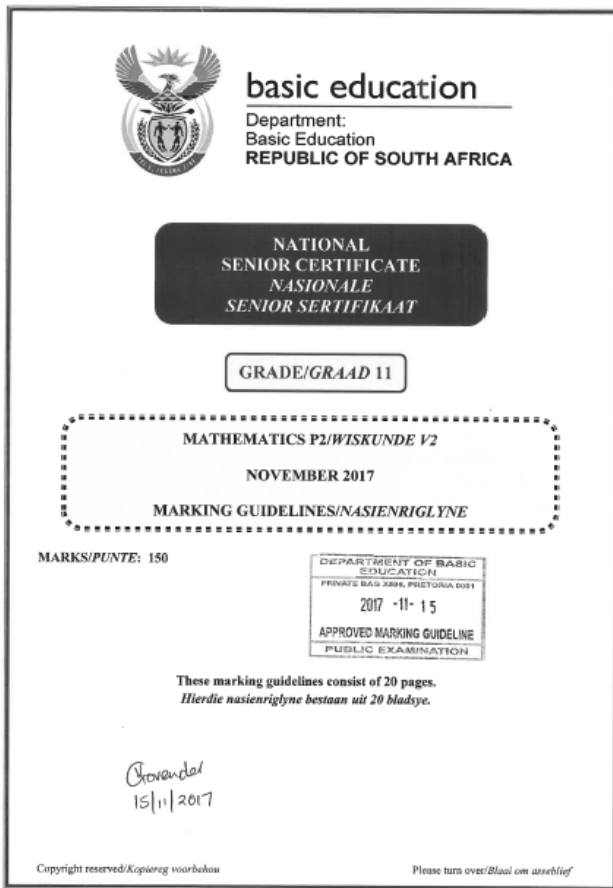 basic education
Department:
Basic Education
REPUBLIC OF SOUTH AFRICA
NATIONAL
SENIOR CERTIFICATE
NASIONALE
SENIOR SERTIFIKAAT
GRADE/GRAAD 11
MATHEMATICS P2/WISKUNDE V2
NOVEMBER 2017
MARKING GUIDELINES/NASIENRIGLYNE
MARKS/PUNTE: 150
DEPARTMENT OF BASIC
EDUCATION
PRIVATE BAG X895, PRETORIA 0001
2017 -11- 15
APPROVED MARKING GUIDELINE
PUBLIC EXAMINATION
These marking guidelines consist of 20 pages.
Hierdie nasienriglyne bestaan uit 20 bladsye.
Govender
15/11/2017
Copyright reserved/Kopiereg voorbehou
Please turn over/Blaai om asseblief